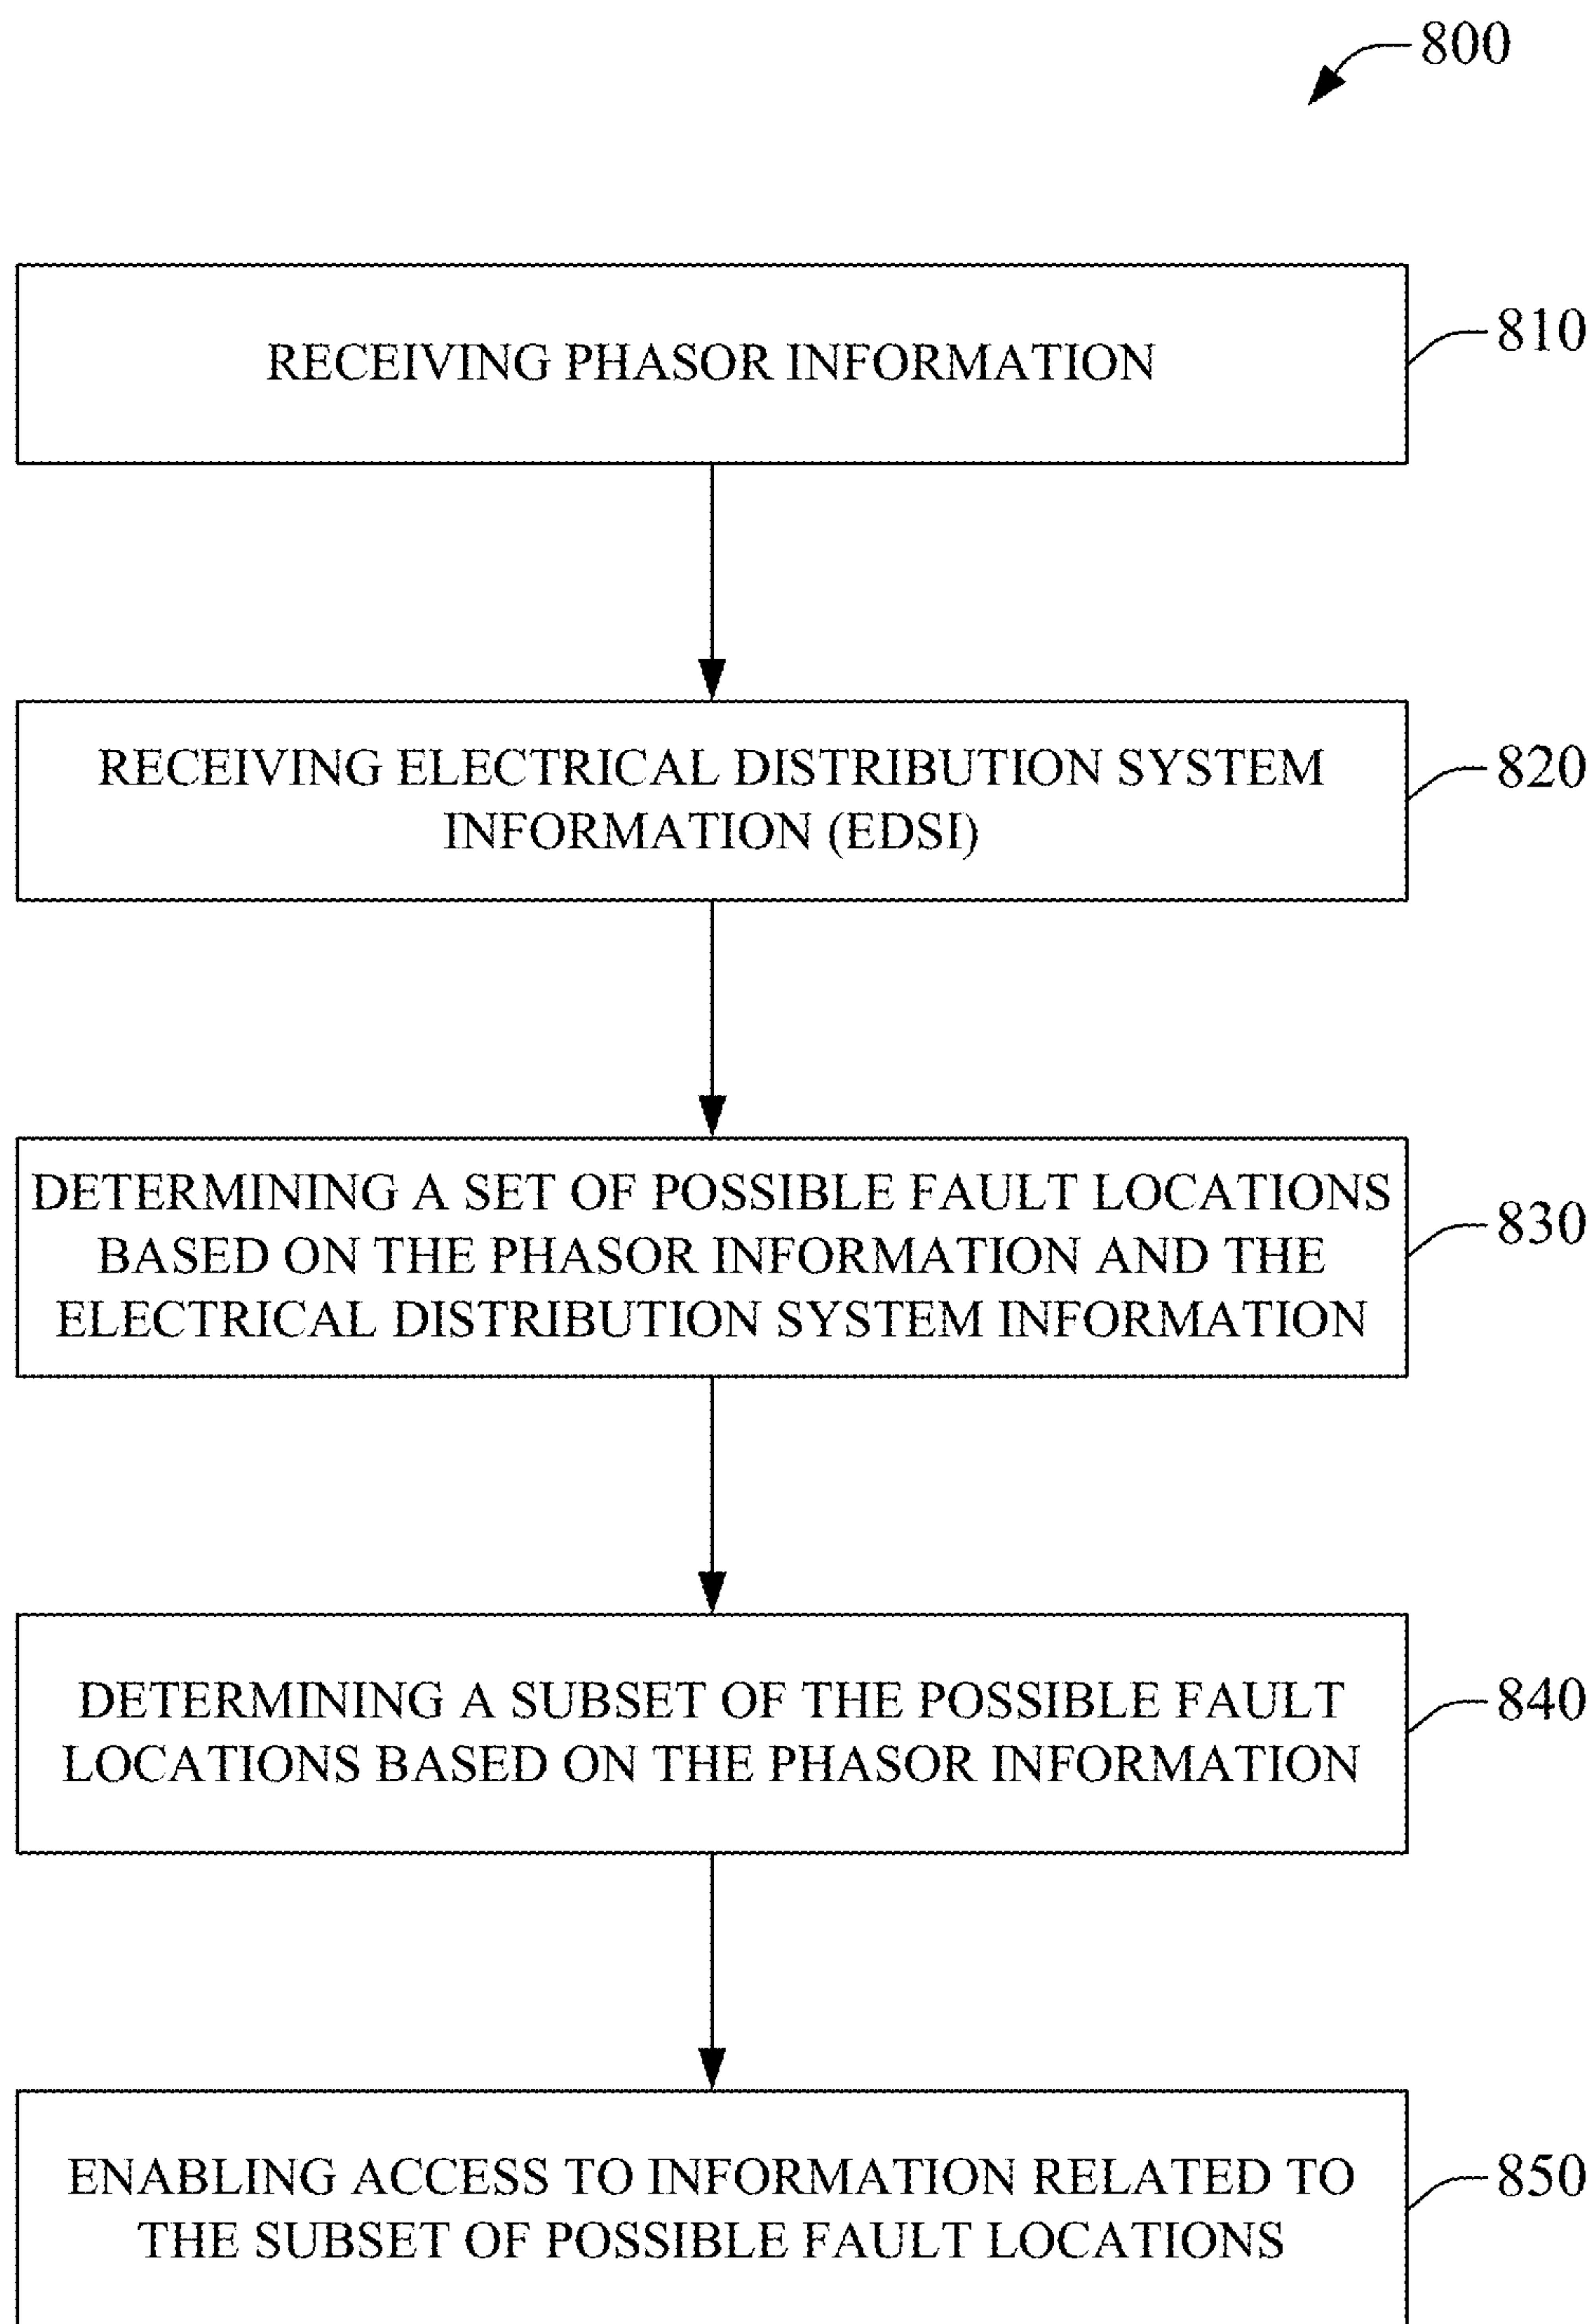 800
RECEIVING PHASOR INFORMATION
810
RECEIVING ELECTRICAL DISTRIBUTION SYSTEM
INFORMATION (EDSI)
820
DETERMINING A SET OF POSSIBLE FAULT LOCATIONS
BASED ON THE PHASOR INFORMATION AND THE
ELECTRICAL DISTRIBUTION SYSTEM INFORMATION
830
DETERMINING A SUBSET OF THE POSSIBLE FAULT
LOCATIONS BASED ON THE PHASOR INFORMATION
840
ENABLING ACCESS TO INFORMATION RELATED TO
THE SUBSET OF POSSIBLE FAULT LOCATIONS
850